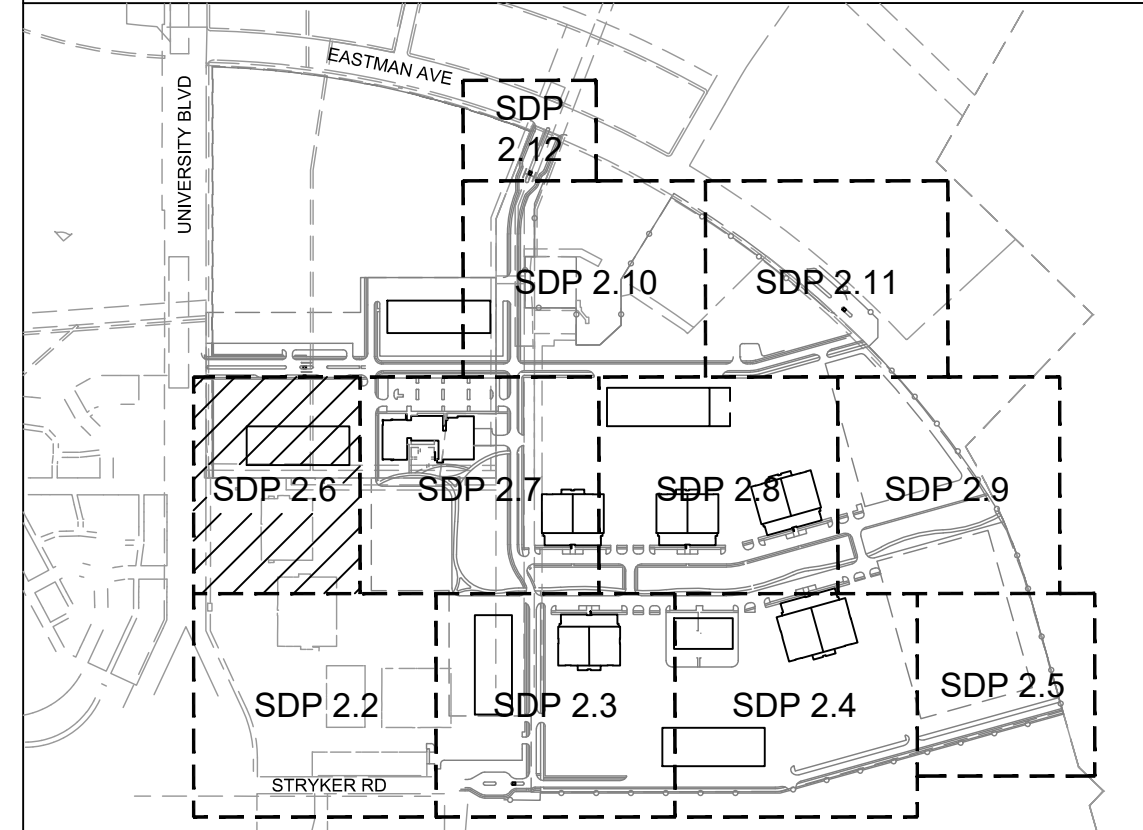 EASTMAN AVE
UNIVERSITY BLVD
SDP
2.12
SDP 2.10
SDP 2.11
SDP 2.6
SDP 2.7
SDP 2.8
SDP 2.9
SDP 2.2
SDP 2.3
SDP 2.4
SDP 2.5
STRYKER RD